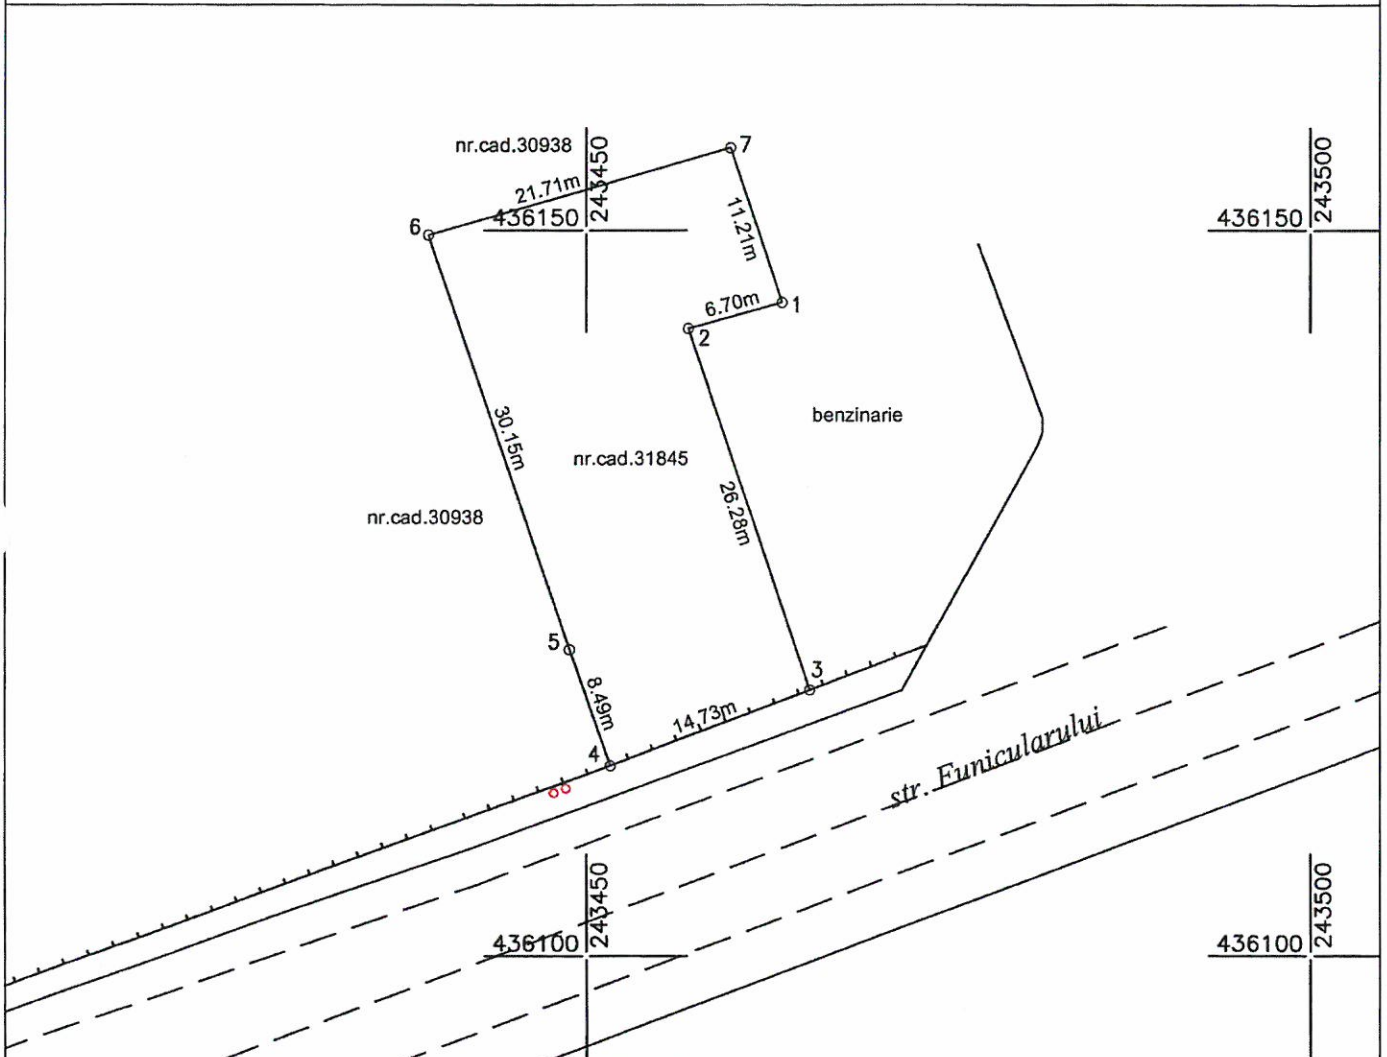 nr.cad.30938
243450
243500
7
21.71m
6
436150
436150
11.21m
6.70m
1
2
benzinarie
30.15m
nr.cad.31845
26.28m
nr.cad.30938
5
3
8.49m
14,73m
4
str. Funicularului
243450
243500
436100
436100